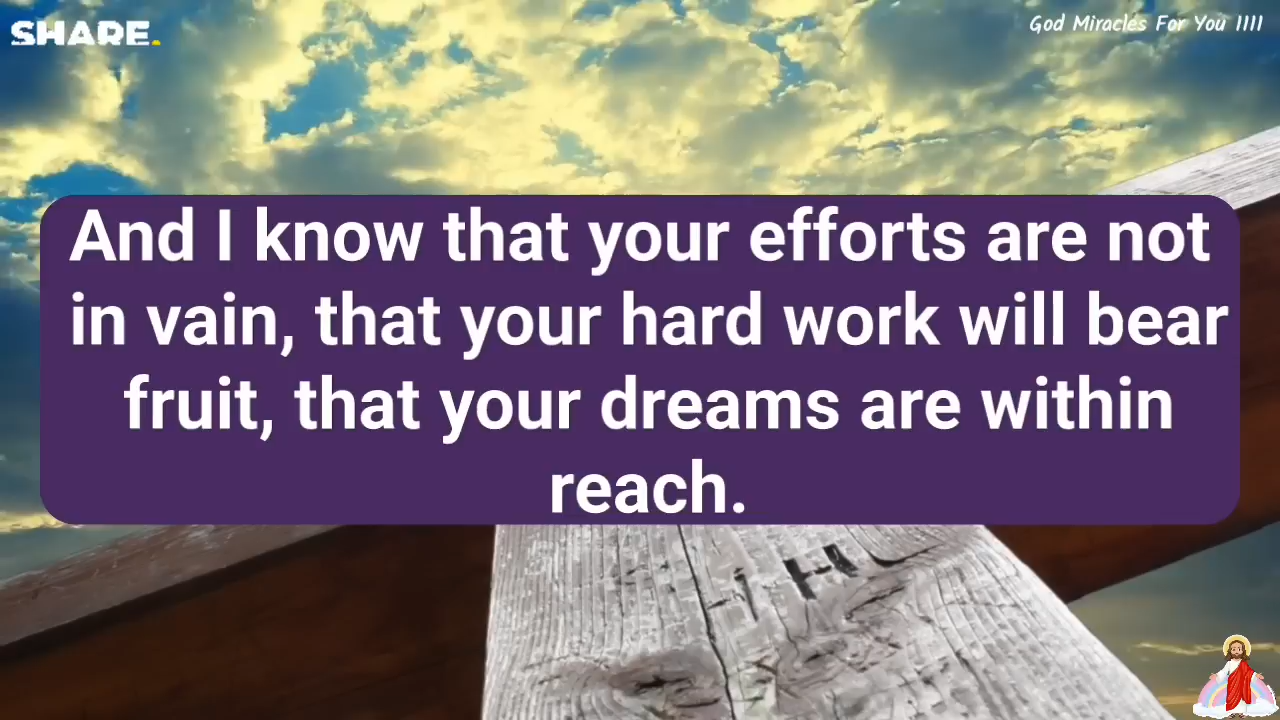 SHARE.
God Miracles For You 1111
And I know that your efforts are not
in vain, that your hard work will bear
fruit, that your dreams are within
reach.